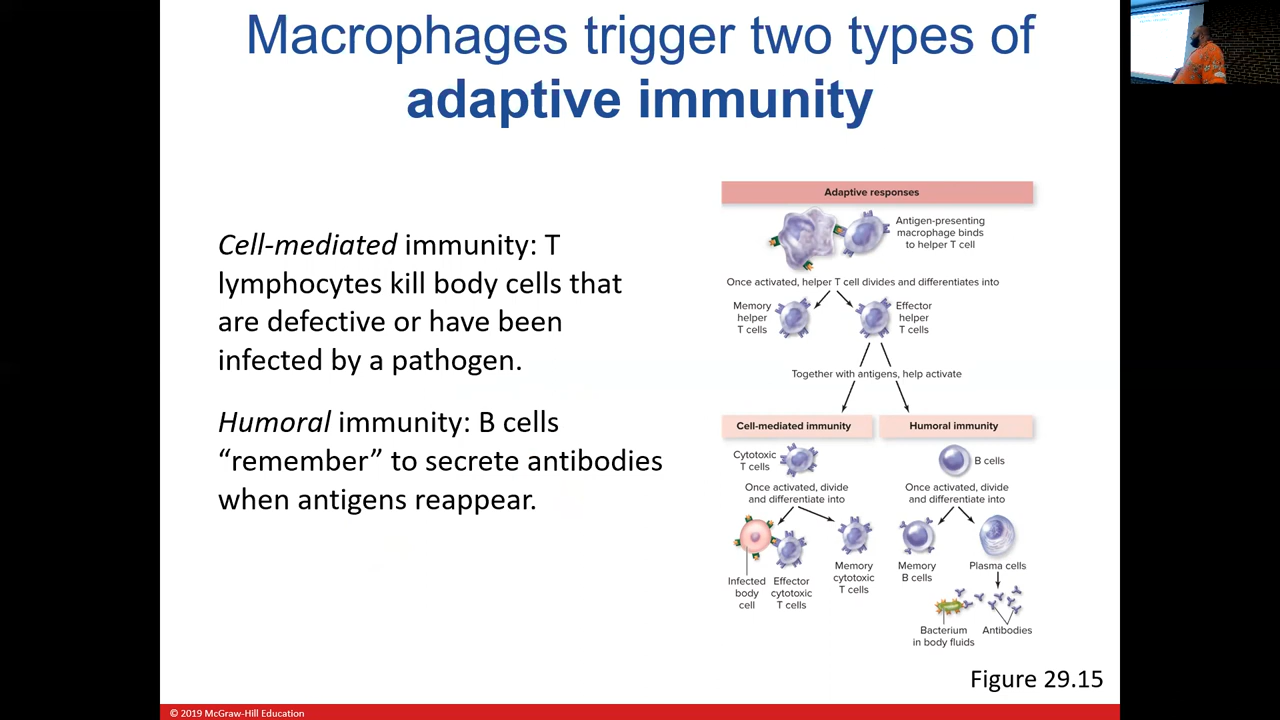 Macrophages trigger two types of
adaptive immunity
Cell-mediated immunity: T
lymphocytes kill body cells that
are defective or have been
infected by a pathogen.
Humoral immunity: B cells
“remember” to secrete antibodies
when antigens reappear.
Adaptive responses
Antigen-presenting
macrophage binds
to helper T cell
Once activated, helper T cell divides and differentiates into
Memory
helper
T cells
Effector
helper
T cells
Together with antigens, help activate
Cell-mediated immunity
Cytotoxic
T cells
Once activated, divide
and differentiate into
Infected
body
cell
Effector
cytotoxic
T cells
Memory
cytotoxic
T cells
Humoral immunity
B cells
Once activated, divide
and differentiate into
Memory
B cells
Plasma cells
Bacterium
in body fluids
Antibodies
Figure 29.15
© 2019 McGraw-Hill Education